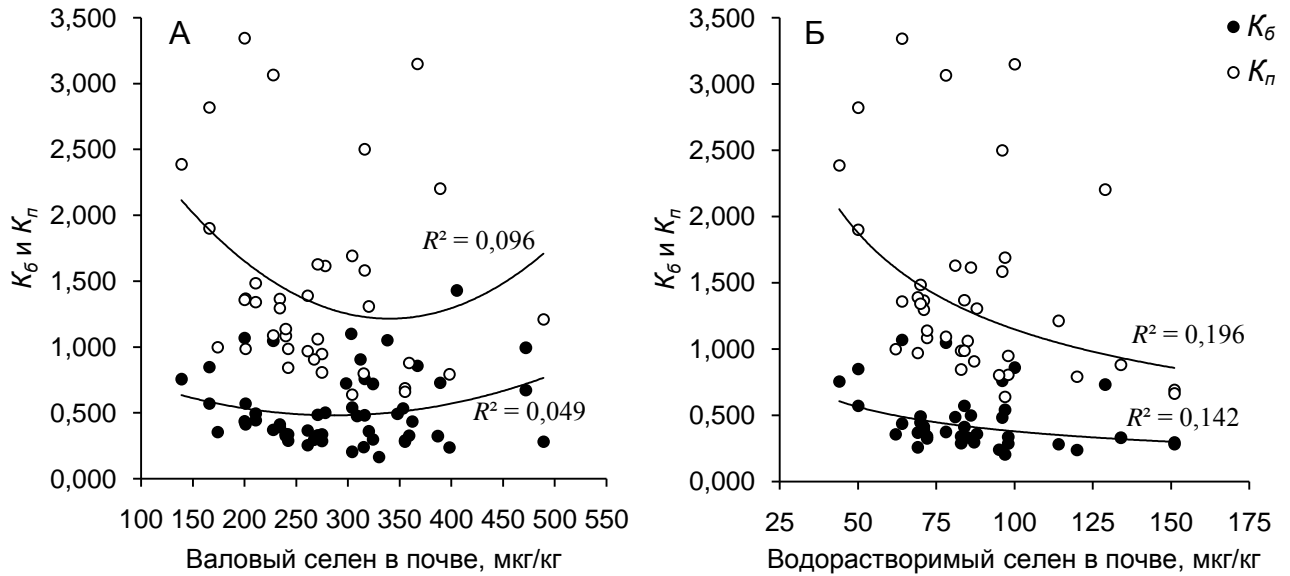 А
3,500
3,000
2,500
2,000
1,500
1,000
0,500
0,000
Kб и Kп
R² = 0,096
R² = 0,049
100 150 200 250 300 350 400 450 500 550
Валовый селен в почве, мкг/кг
Б
3,500
3,000
2,500
2,000
1,500
1,000
0,500
0,000
Kб и Kп
Kб
Kп
R² = 0,196
R² = 0,142
25 50 75 100 125 150 175
Водорастворимый селен в почве, мкг/кг